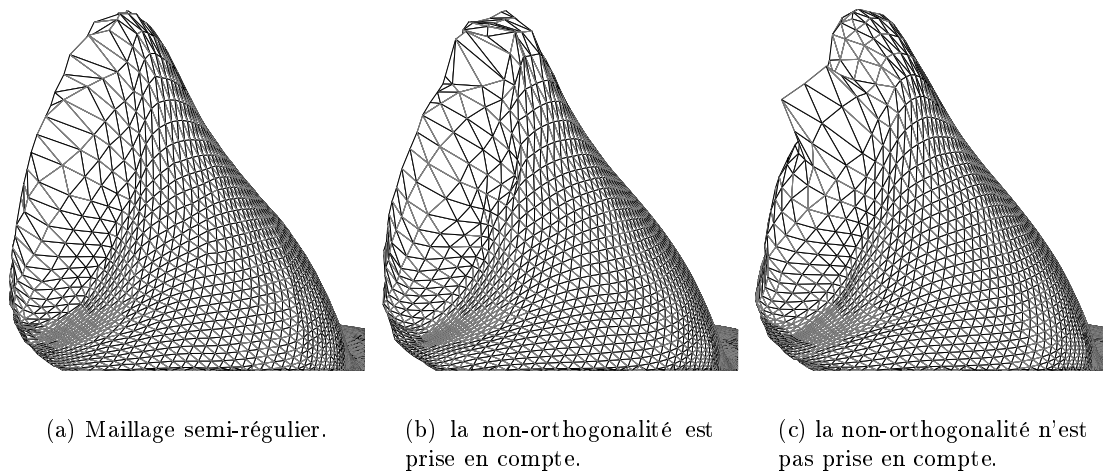 (a) Maillage semi-régulier.
(b) la non-orthogonalité est
prise en compte.
(c) la non-orthogonalité n'est
pas prise en compte.